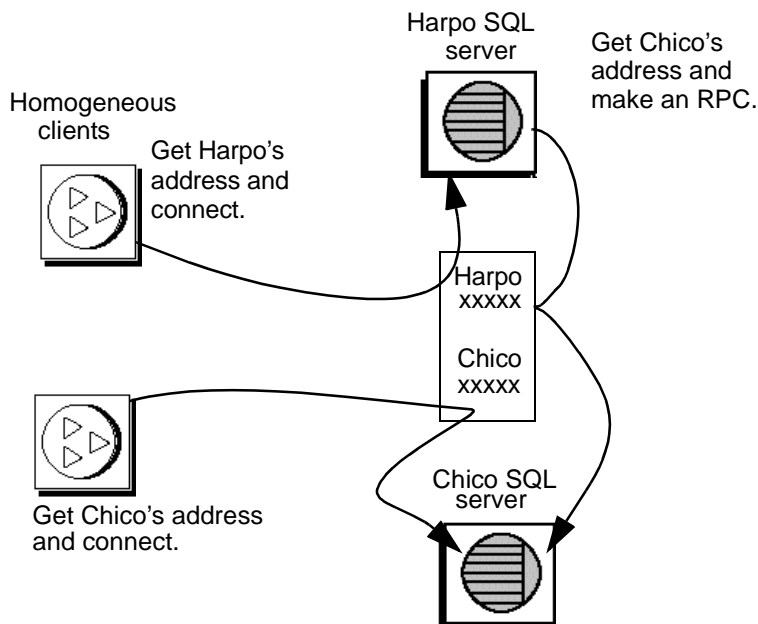 Harpo SQL
server
Get Chico's
address and
make an RPC.
Homogeneous
clients
Get Harpo's
address and
connect.
Harpo
xxxxx
Chico
xxxxx
Get Chico's address
and connect.
Chico SQL
server